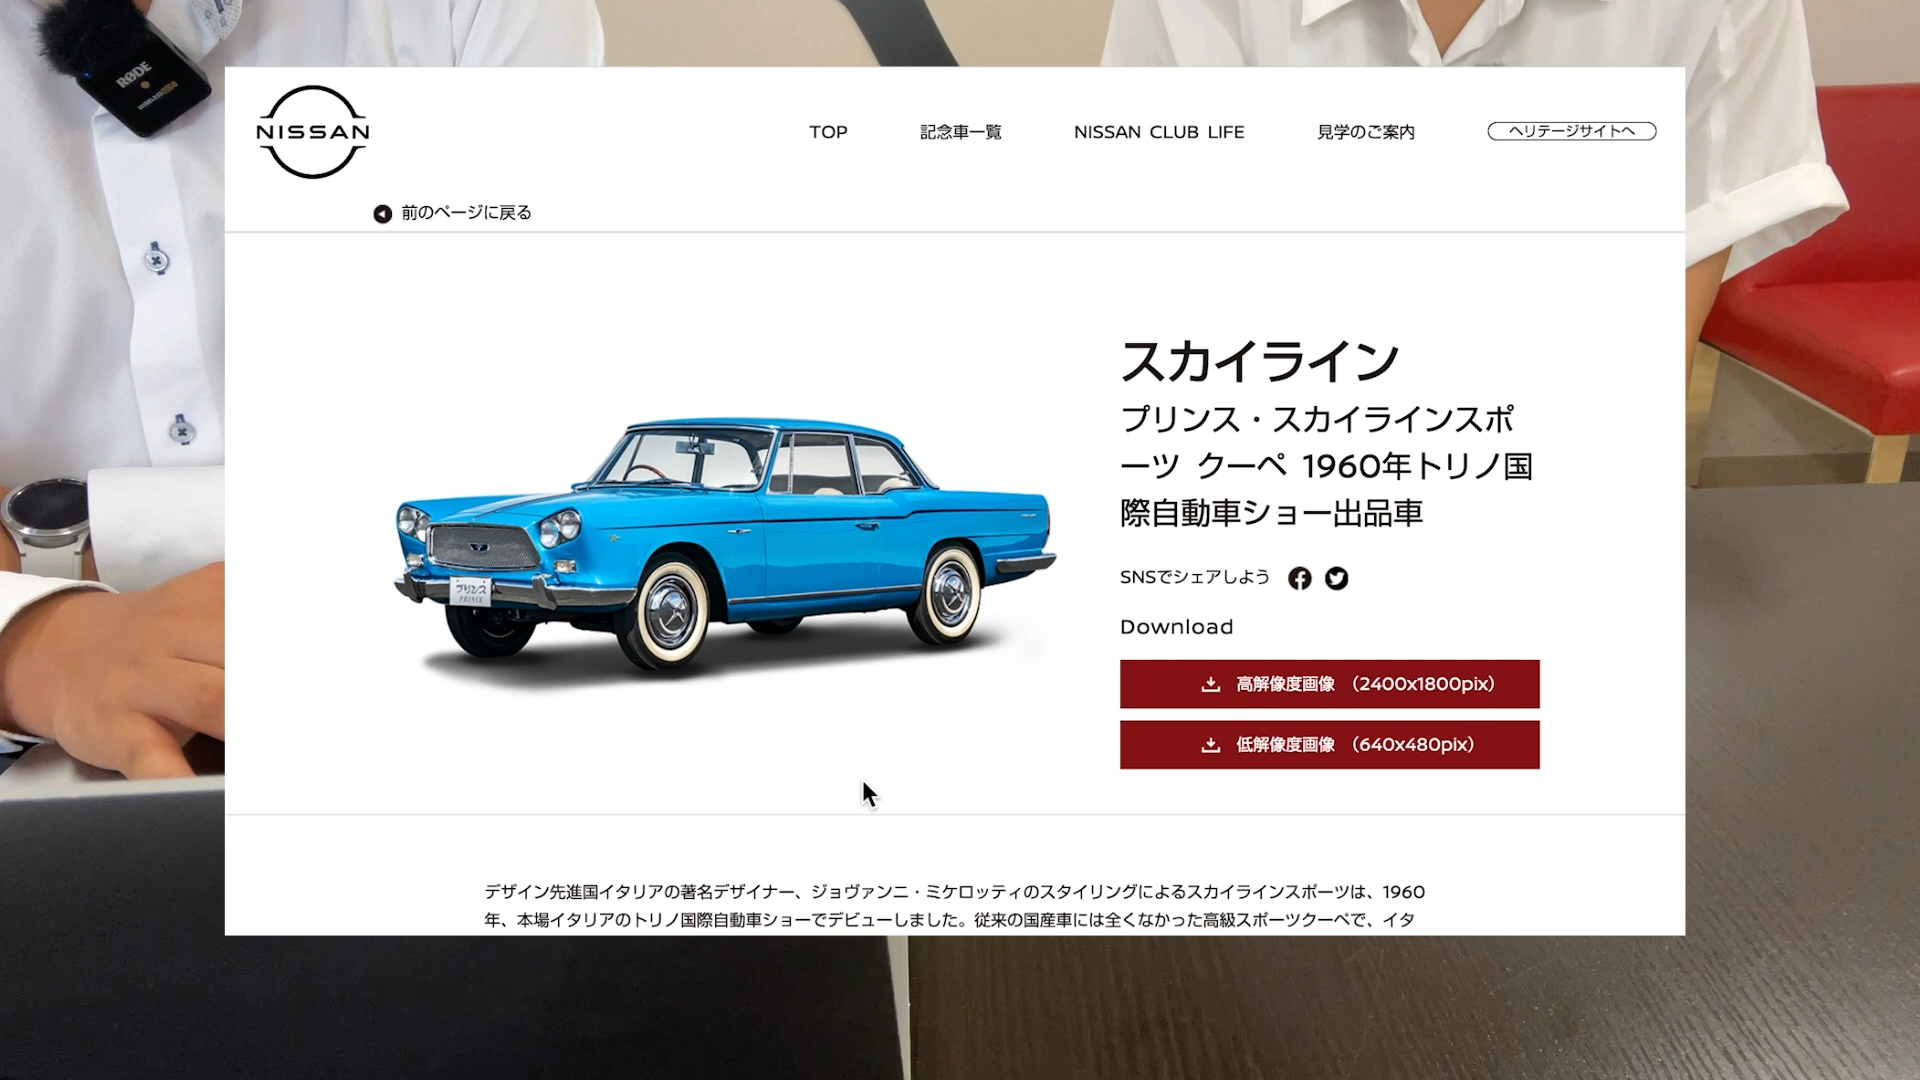 RØDE
WIRELESS GO
NISSAN
TOP
記念車一覧
NISSAN CLUB LIFE
見学のご案内
ヘリテージサイトへ
前のページに戻る
スカイライン
プリンス・スカイラインスポ
ーツ クーペ 1960年トリノ国
際自動車ショー出品車
SNSでシェアしよう
Download
高解像度画像 (2400x1800pix)
低解像度画像 (640x480pix)
プリンス
PRINCE
デザイン先進国イタリアの著名デザイナー、ジョヴァンニ・ミケロッティのスタイリングによるスカイラインスポーツは、1960
年、本場イタリアのトリノ国際自動車ショーでデビューしました。従来の国産車には全くなかった高級スポーツクーペで、イタ